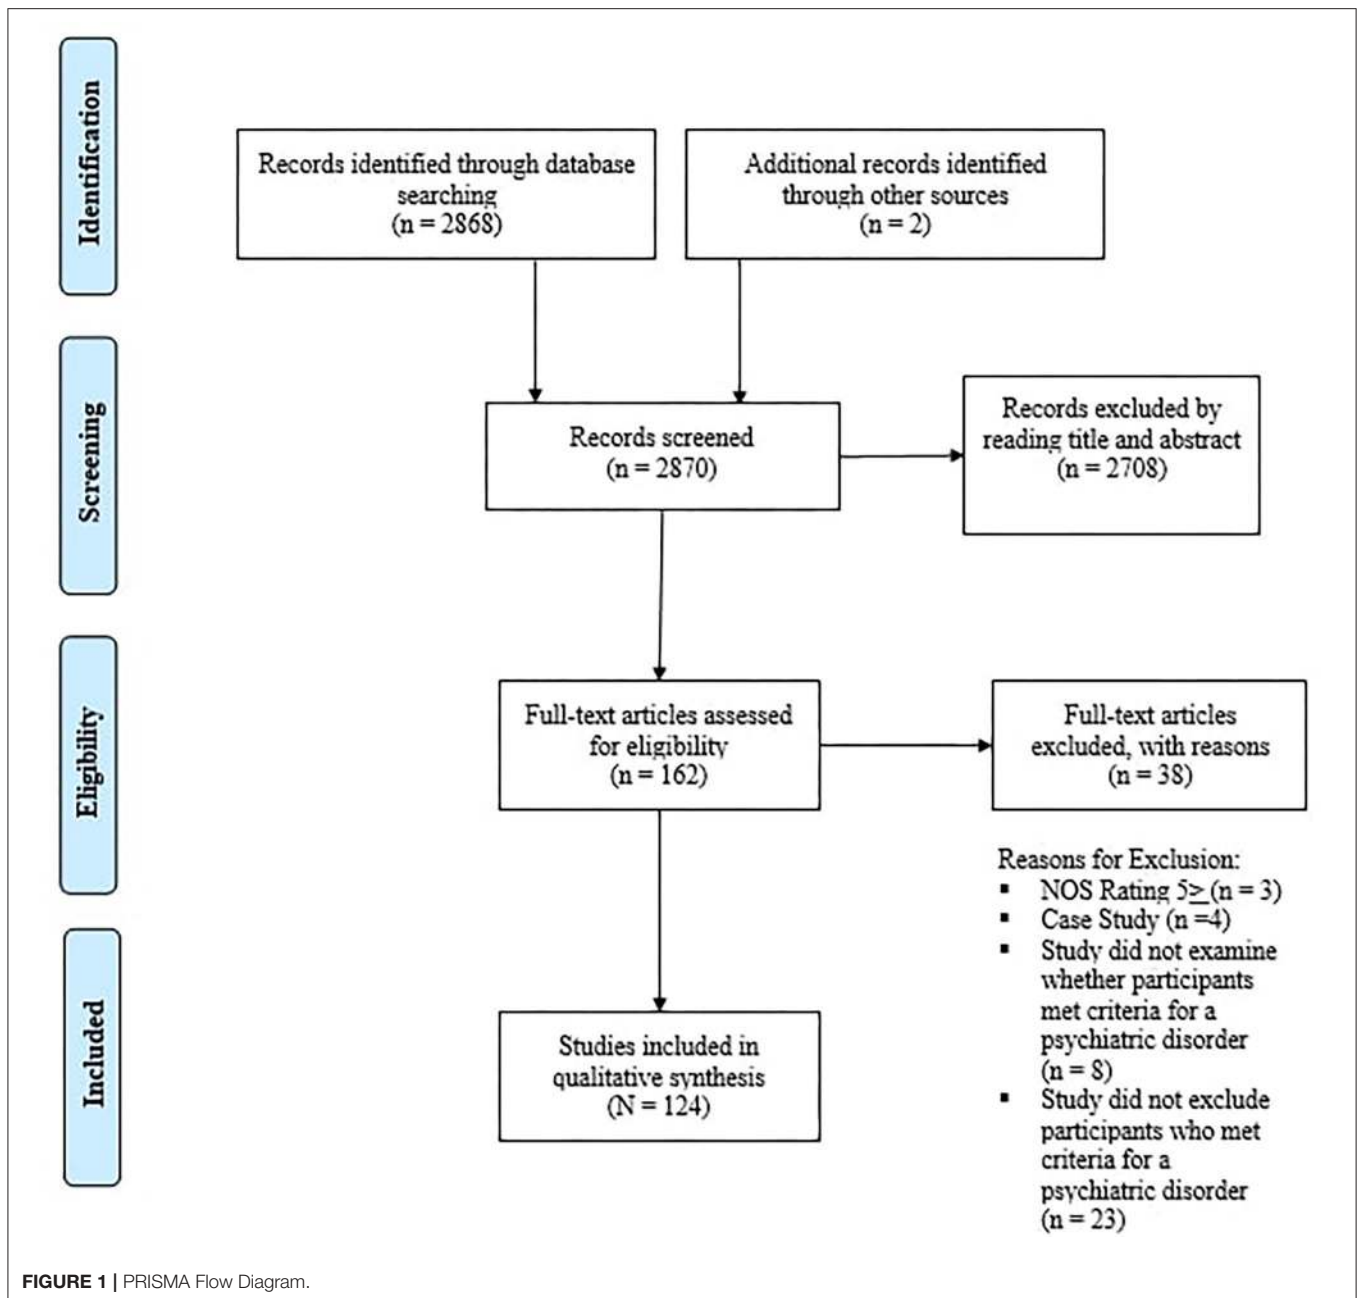 Identification
Records identified through database
searching
(n = 2868)
Additional records identified
through other sources
(n = 2)
Screening
Records screened
(n = 2870)
Records excluded by
reading title and abstract
(n = 2708)
Eligibility
Full-text articles assessed
for eligibility
(n = 162)
Full-text articles
excluded, with reasons
(n = 38)
Reasons for Exclusion:
▪ NOS Rating 5≥ (n = 3)
▪ Case Study (n =4)
▪ Study did not examine
whether participants
met criteria for a
psychiatric disorder
(n = 8)
▪ Study did not exclude
participants who met
criteria for a
psychiatric disorder
(n = 23)
Included
Studies included in
qualitative synthesis
(N = 124)
FIGURE 1 | PRISMA Flow Diagram.